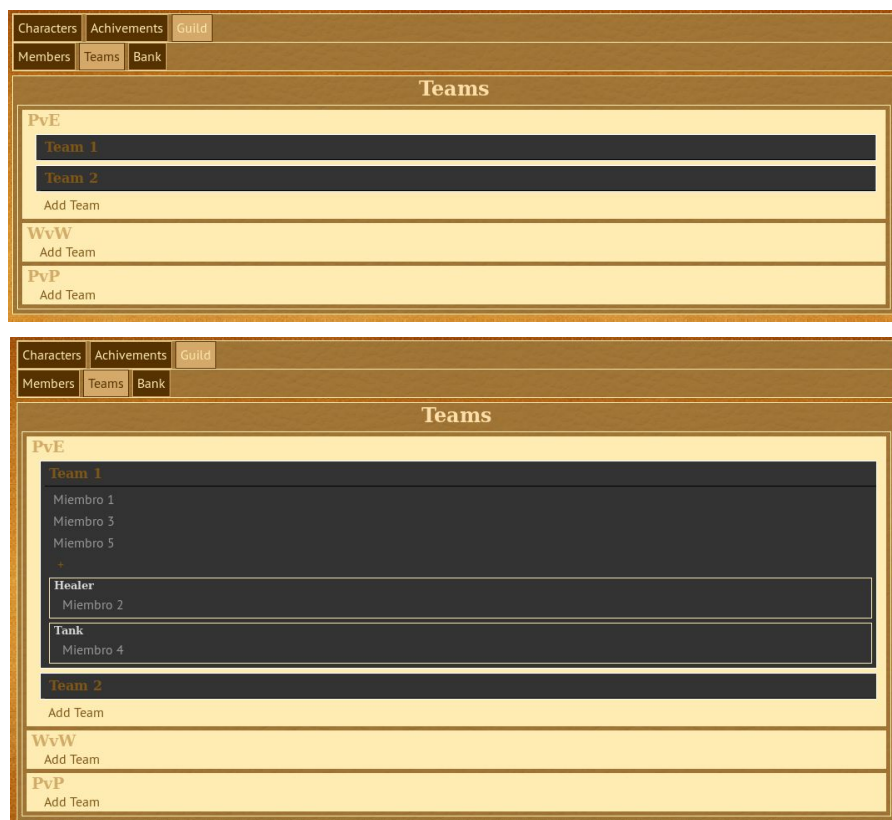 Characters Achivements Guild
Members Teams Bank
Teams
PvE
Team 1
Team 2
Add Team
WvW
Add Team
PvP
Add Team
Characters Achivements Guild
Members Teams Bank
Teams
PvE
Team 1
Miembro 1
Miembro 3
Miembro 5
+
Healer
Miembro 2
Tank
Miembro 4
Team 2
Add Team
WvW
Add Team
PvP
Add Team